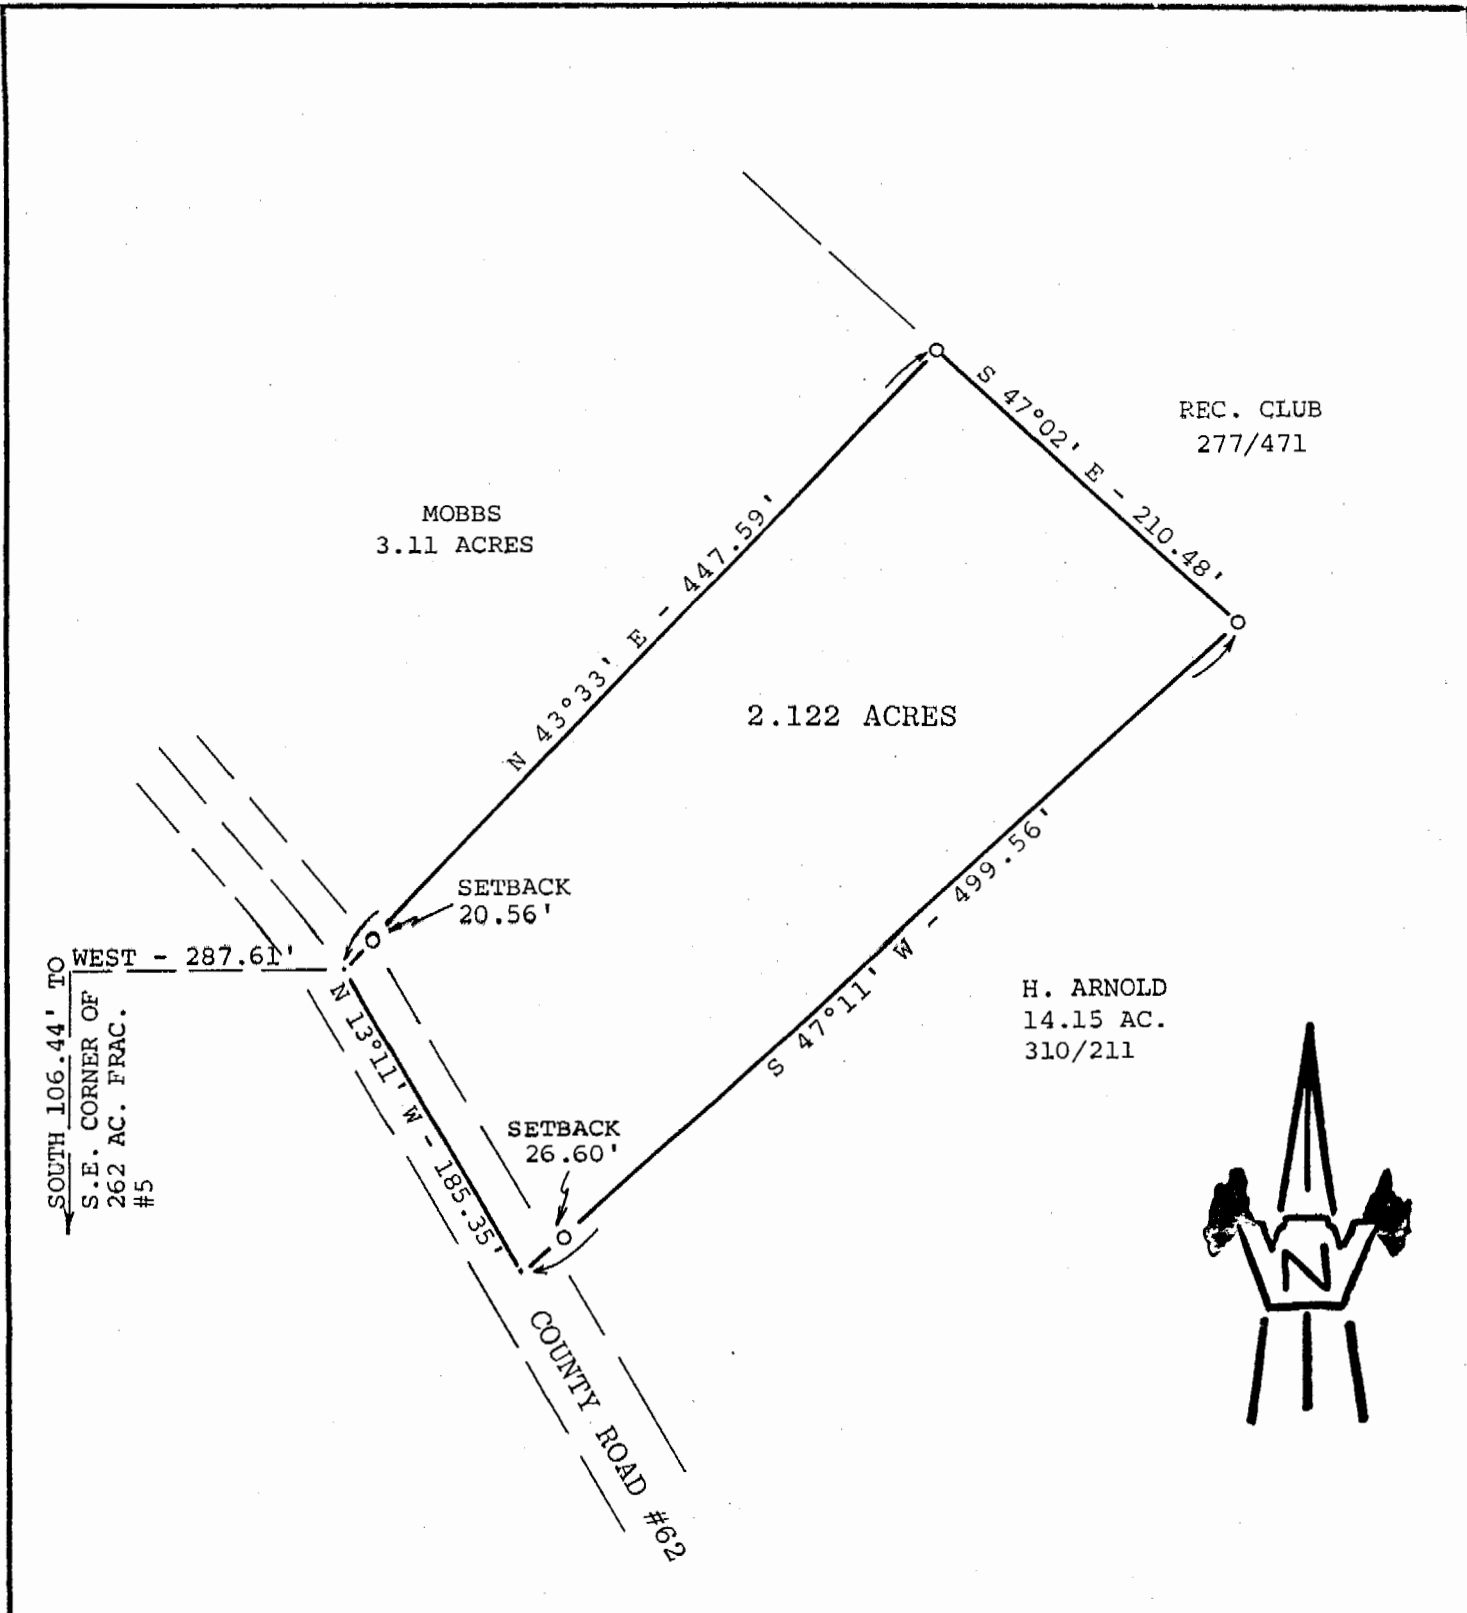 S 47°02' E - 210.48'
REC. CLUB
277/471
MOBBS
3.11 ACRES
N 43°33' E - 447.59'
2.122 ACRES
SETBACK
20.56'
WEST - 287.61'
SOUTH 106.44' TO
S.E. CORNER OF
262 AC. FRAC.
#5
N 13°11' W - 185.35'
S 47°11' W - 499.56'
H. ARNOLD
14.15 AC.
310/211
SETBACK
26.60'
N
COUNTY ROAD #62